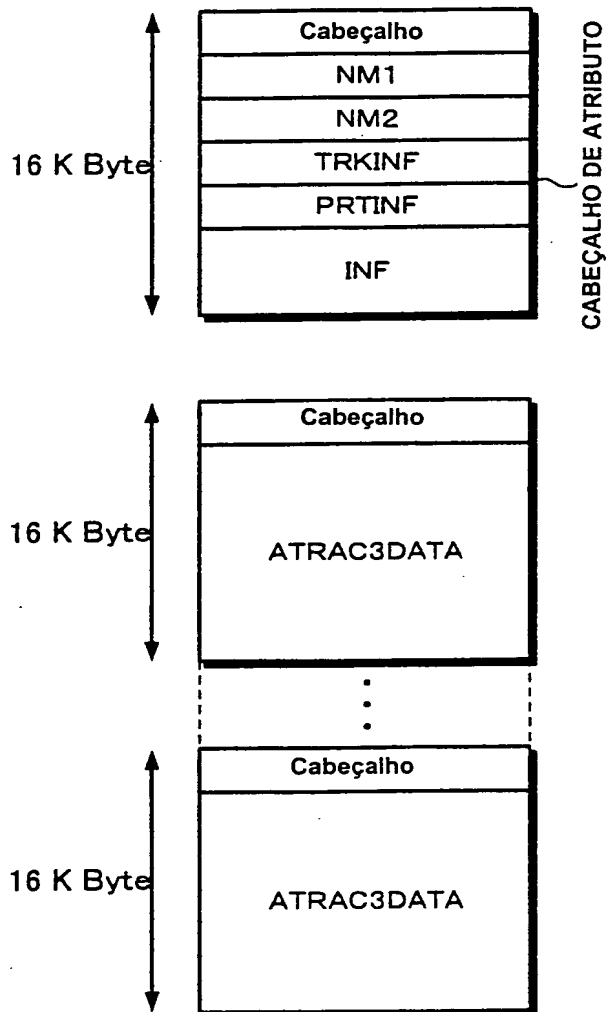 Cabeçalho
NM1
NM2
TRKINF
PRTINF
INF
16 K Byte
CABEÇALHO DE ATRIBUTO
Cabeçalho
ATRAC3DATA
16 K Byte
Cabeçalho
ATRAC3DATA
16 K Byte